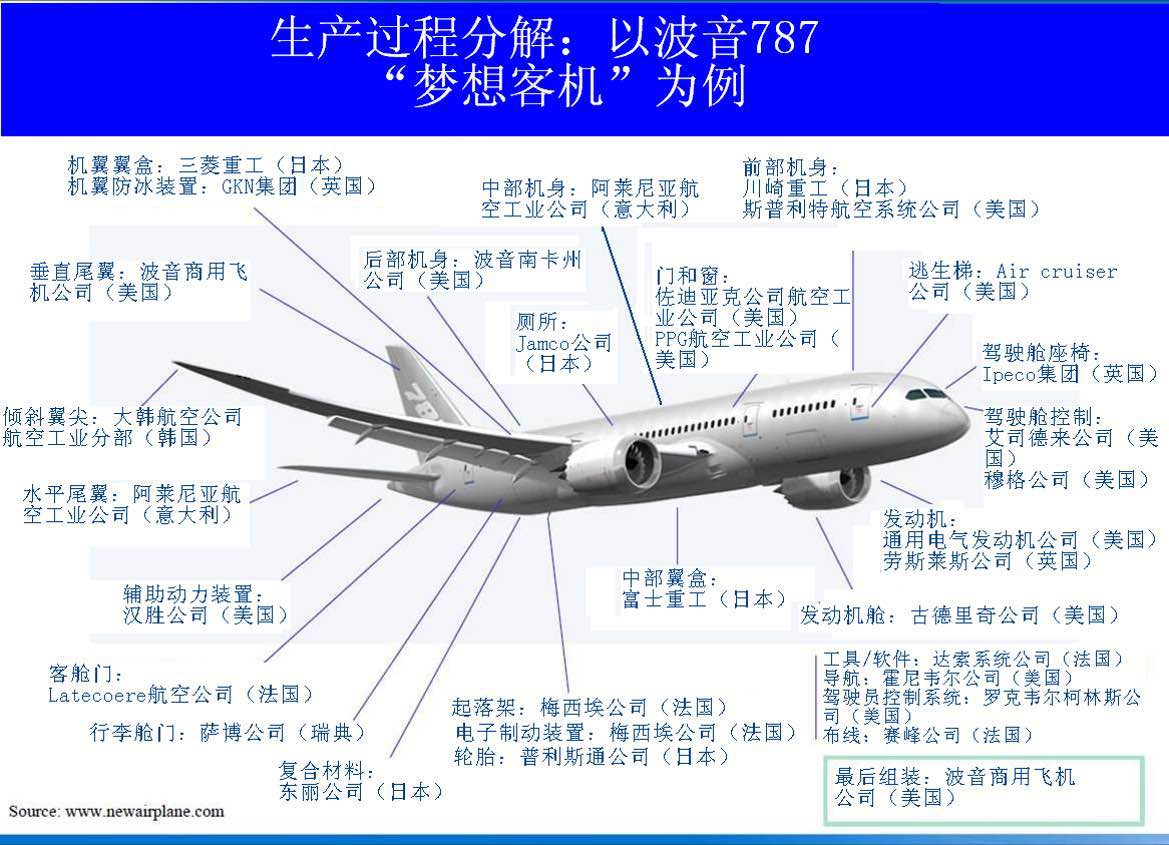 生产过程分解：以波音787
“梦想客机”为例
机翼翼盒：三菱重工（日本）
机翼防冰装置：GKN集团（英国）
中部机身：阿莱尼亚航
空工业公司（意大利）
前部机身：
川崎重工（日本）
斯普利特航空系统公司（美国）
垂直尾翼：波音商用飞
机公司（美国）
后部机身：波音南卡州
公司（美国）
厕所：
Jamco公司
（日本）
门和窗：
佐迪亚克公司航空工
业公司（美国）
PPG航空工业公司（
美国）
逃生梯：Air cruiser
公司（美国）
驾驶舱座椅：
Ipeco集团（英国）
驾驶舱控制：
艾司德来公司（美
国）
穆格公司（美国）
倾斜翼尖：大韩航空公司
航空工业分部（韩国）
787
水平尾翼：阿莱尼亚航
空工业公司（意大利）
发动机：
通用电气发动机公司（美国）
劳斯莱斯公司（英国）
辅助动力装置：
汉胜公司（美国）
中部翼盒：
富士重工（日本）
发动机舱：古德里奇公司（美国）
客舱门：
Latecoere航空公司（法国）
行李舱门：萨博公司（瑞典）
复合材料：
东丽公司（日本）
起落架：梅西埃公司（法国）
电子制动装置：梅西埃公司（法国）
轮胎：普利斯通公司（日本）
工具/软件：达索系统公司（法国）
导航：霍尼韦尔公司（美国）
驾驶员控制系统：罗克韦尔柯林斯公
司（美国）
布线：赛峰公司（法国）
最后组装：波音商用飞机
公司（美国）
Source: www.newairplane.com